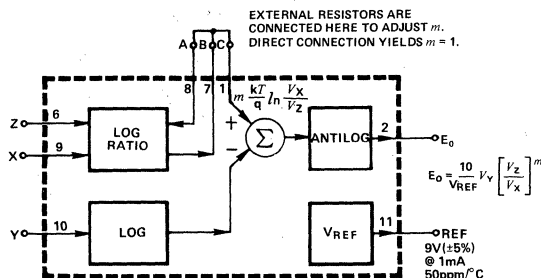 EXTERNAL RESISTORS ARE
CONNECTED HERE TO ADJUST m.
DIRECT CONNECTION YIELDS m = 1.
A B C
8 7 1
m kT/q ln VX/VZ
Z 6
X 9
LOG
RATIO
+
Σ
−
ANTILOG
2
E0
E0 = 10/VREF VY [VZ/VX]^m
Y 10
LOG
VREF
11
REF
9V(±5%)
@ 1mA
50ppm/°C